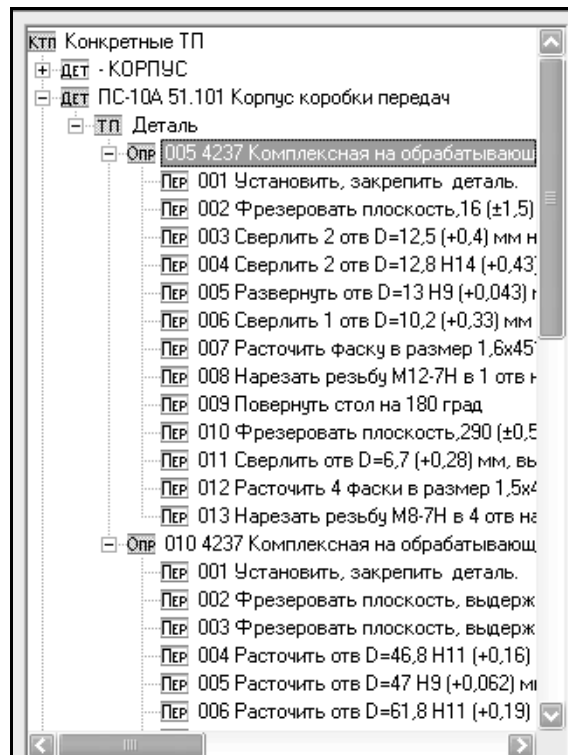 КТП Конкретные ТП
ДЕТ - КОРПУС
ДЕТ ПС-10А 51.101 Корпус коробки передач
ТП Деталь
Опр 005 4237 Комплексная на обрабатывающ
ПЕР 001 Установить, закрепить деталь.
ПЕР 002 Фрезеровать плоскость,16 (±1,5)
ПЕР 003 Сверлить 2 отв D=12,5 (+0,4) мм н
ПЕР 004 Сверлить 2 отв D=12,8 H14 (+0,43)
ПЕР 005 Развернуть отв D=13 H9 (+0,043) м
ПЕР 006 Сверлить 1 отв D=10,2 (+0,33) мм
ПЕР 007 Расточить фаску в размер 1,6х45°
ПЕР 008 Нарезать резьбу М12-7Н в 1 отв н
ПЕР 009 Повернуть стол на 180 град
ПЕР 010 Фрезеровать плоскость,290 (±0,5
ПЕР 011 Сверлить отв D=6,7 (+0,28) мм, вы
ПЕР 012 Расточить 4 фаски в размер 1,5х4
ПЕР 013 Нарезать резьбу М8-7Н в 4 отв на
Опр 010 4237 Комплексная на обрабатывающ
ПЕР 001 Установить, закрепить деталь.
ПЕР 002 Фрезеровать плоскость, выдерж
ПЕР 003 Фрезеровать плоскость, выдерж
ПЕР 004 Расточить отв D=46,8 H11 (+0,16)
ПЕР 005 Расточить отв D=47 H9 (+0,062) м
ПЕР 006 Расточить отв D=61,8 H11 (+0,19)